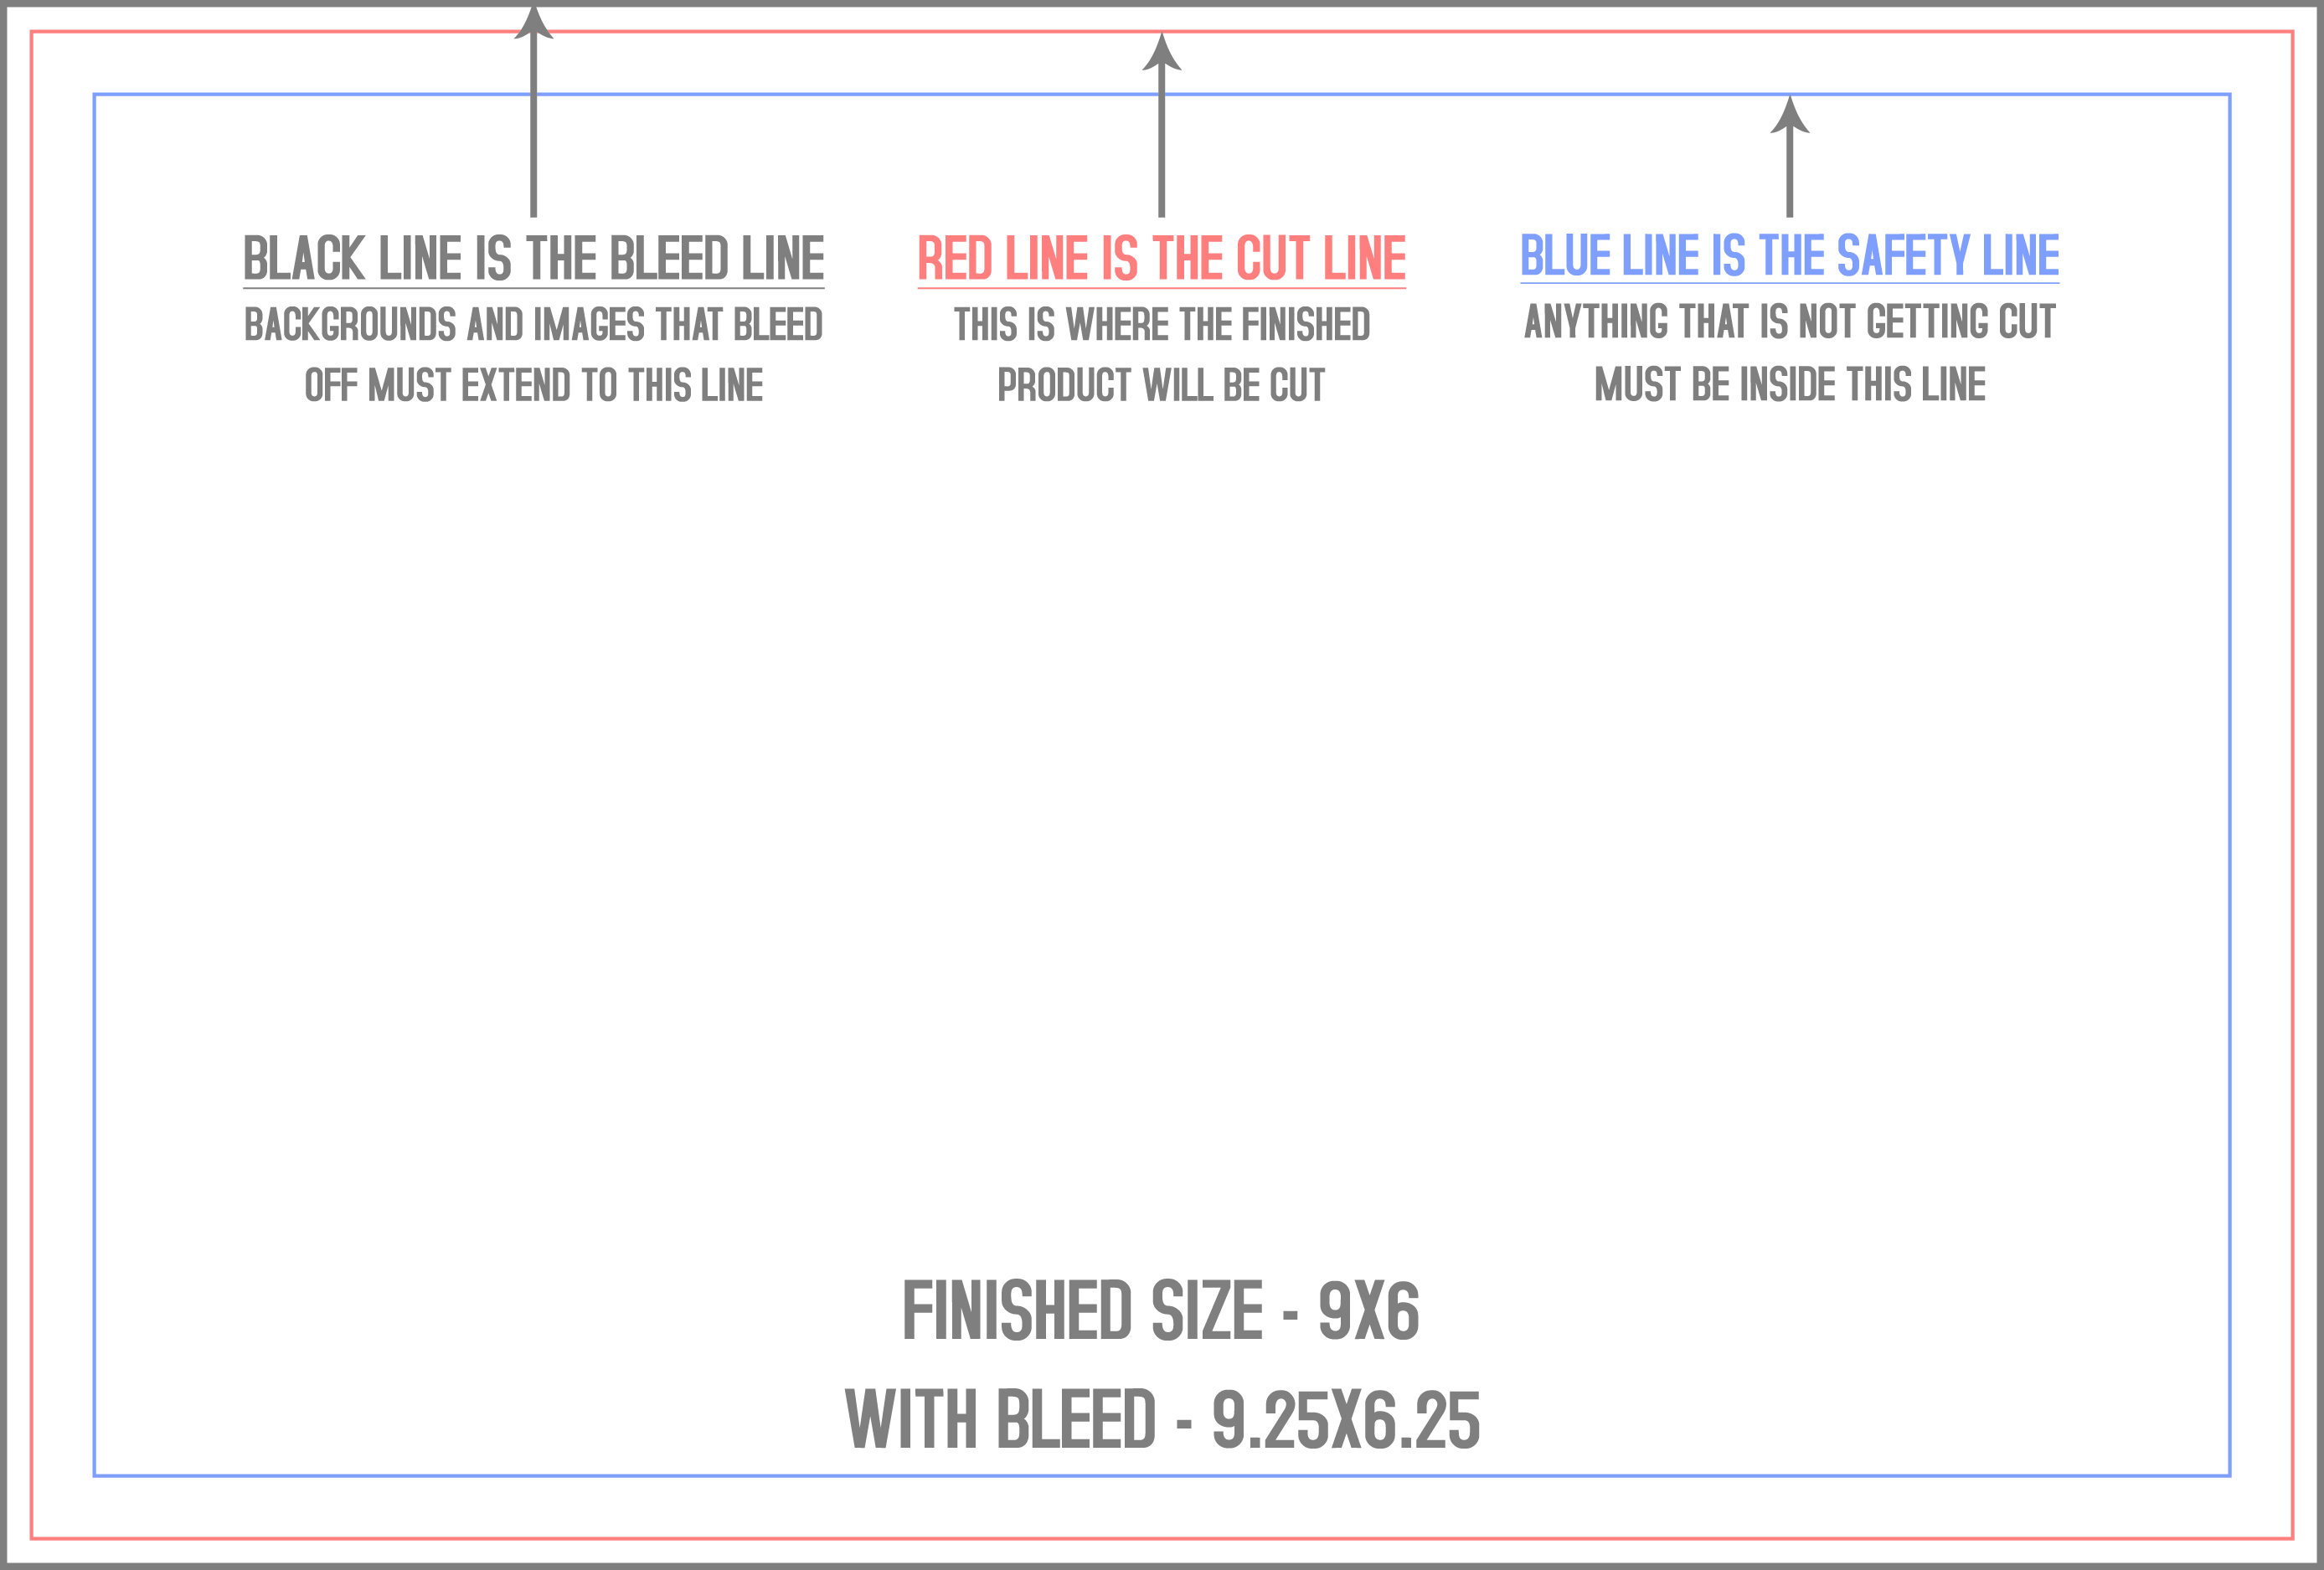 BLACK LINE IS THE BLEED LINE
BACKGROUNDS AND IMAGES THAT BLEED
OFF MUST EXTEND TO THIS LINE
RED LINE IS THE CUT LINE
THIS IS WHERE THE FINISHED
PRODUCT WILL BE CUT
BLUE LINE IS THE SAFETY LINE
ANYTHING THAT IS NOT GETTING CUT
MUST BE INSIDE THIS LINE
FINISHED SIZE - 9X6
WITH BLEED - 9.25X6.25